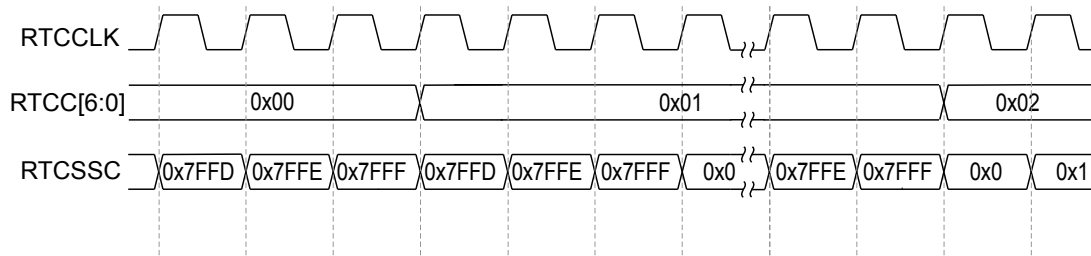 RTCCLK
RTCC[6:0] 0x00 0x01 0x02
RTCSSC 0x7FFD 0x7FFE 0x7FFF 0x7FFD 0x7FFE 0x7FFF 0x0 0x7FFE 0x7FFF 0x0 0x1